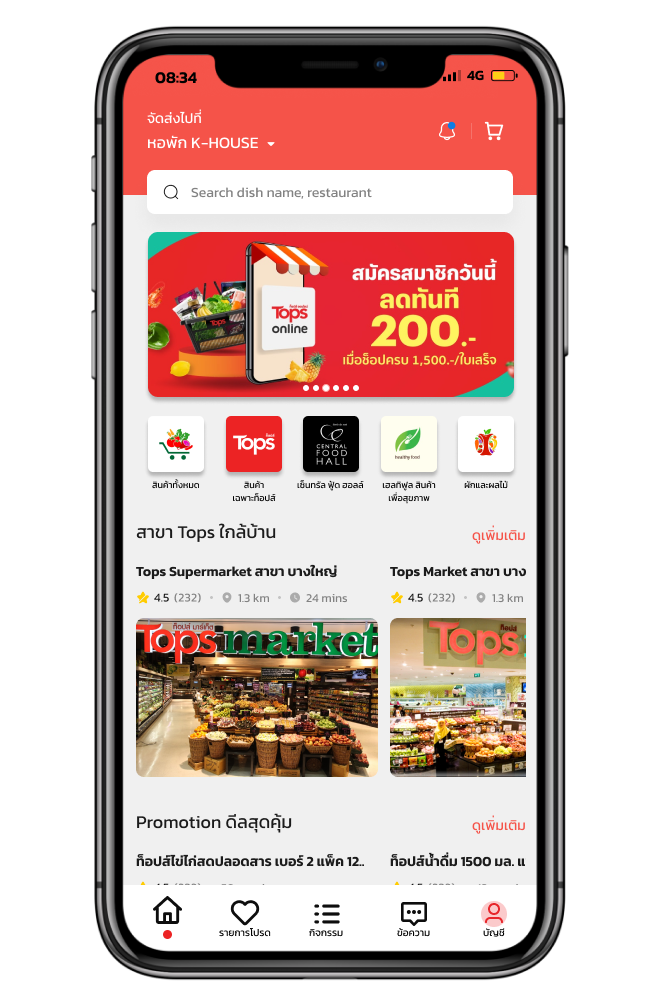 08:34
4G
จัดส่งไปที่
หอพัก K-HOUSE
Search dish name, restaurant
สมัครสมาชิกวันนี้
ลดทันที
200.-
เมื่อช็อปครบ 1,500.-/ใบเสร็จ
Tops
online
Tops
CENTRAL
FOOD
HALL
healthy food
สินค้าทั้งหมด
สินค้า
เฉพาะท็อปส์
เซ็นทรัล ฟู้ด ฮอลล์
เฮลทิฟูล สินค้า
เพื่อสุขภาพ
ผักและผลไม้
สาขา Tops ใกล้บ้าน
ดูเพิ่มเติม
Tops Supermarket สาขา บางใหญ่
4.5 (232) • 1.3 km • 24 mins
Tops Market สาขา บาง
4.5 (232) • 1.3 km
ท็อปส์ มาร์เก็ต
Tops market
ท็อปส์
Tops
Promotion ดีลสุดคุ้ม
ดูเพิ่มเติม
ท็อปส์ไข่ไก่สดปลอดสาร เบอร์ 2 แพ็ค 12..
ท็อปส์น้ำดื่ม 1500 มล. แ
รายการโปรด
กิจกรรม
ข้อความ
บัญชี